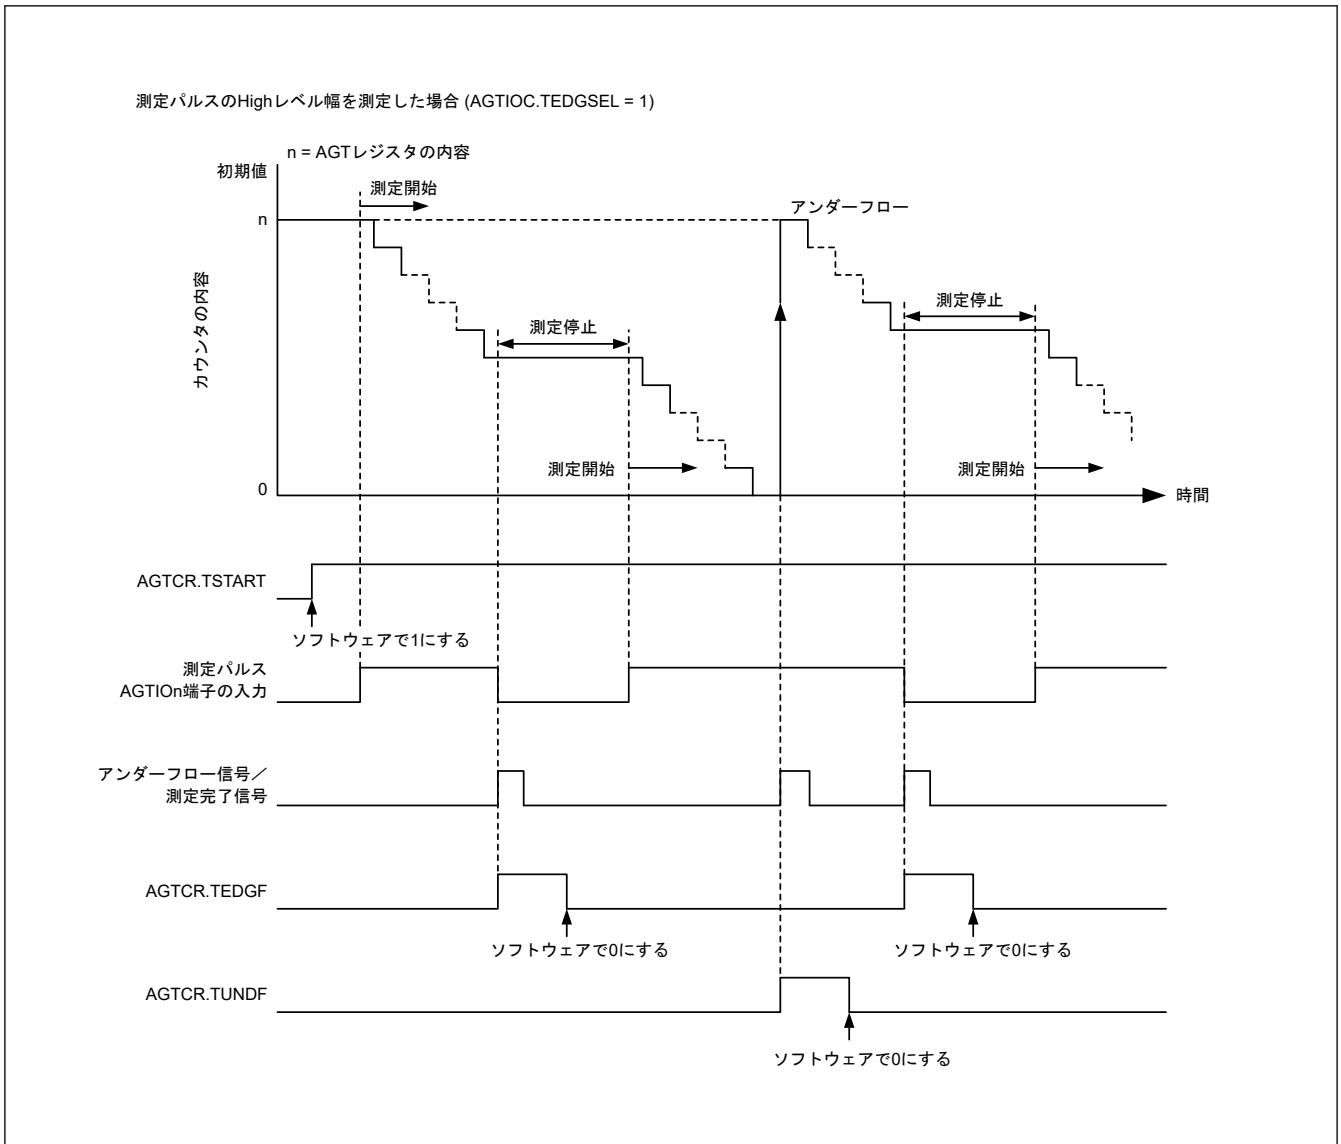 測定パルスのHighレベル幅を測定した場合 (AGTIOC.TEDGSEL = 1)
n = AGTレジスタの内容
初期値
測定開始
n
アンダーフロー
カウンタの内容
測定停止
測定停止
測定開始
測定開始
0
時間
AGTCR.TSTART
ソフトウェアで1にする
測定パルス
AGTIOn端子の入力
アンダーフロー信号／
測定完了信号
AGTCR.TEDGF
ソフトウェアで0にする
ソフトウェアで0にする
AGTCR.TUNDF
ソフトウェアで0にする